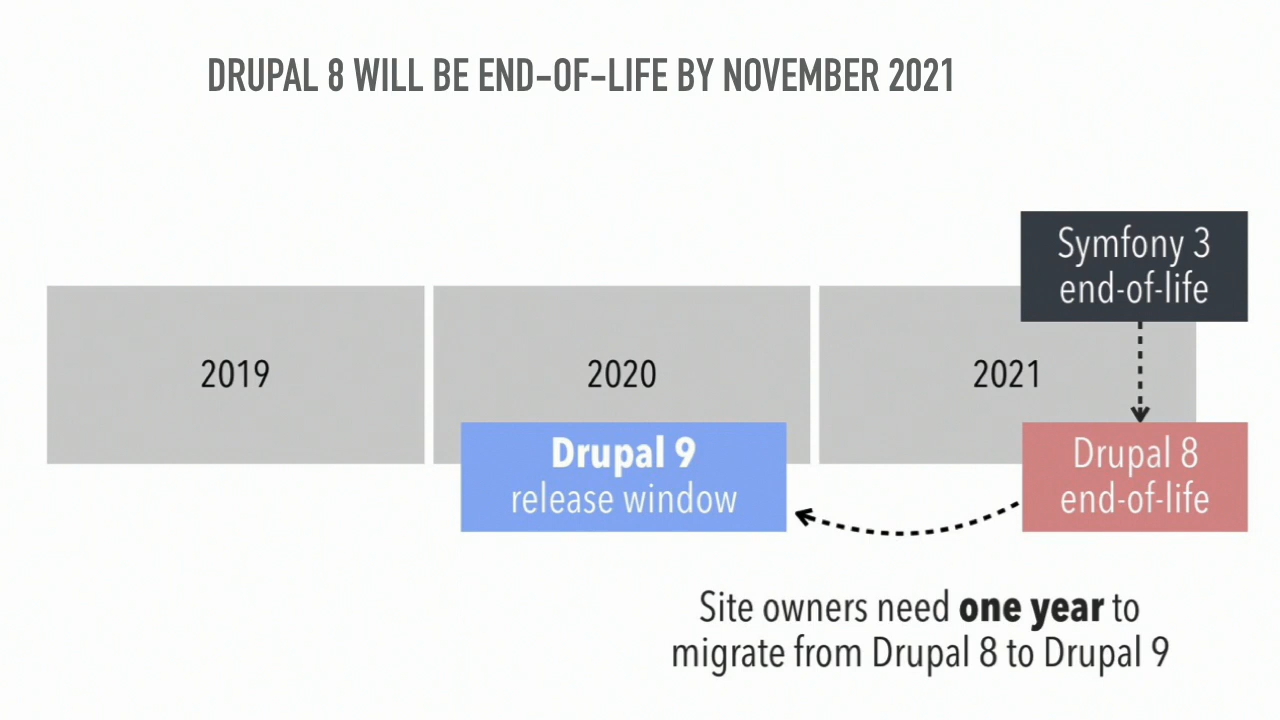 DRUPAL 8 WILL BE END-OF-LIFE BY NOVEMBER 2021
Symfony 3
end-of-life
2019
2020
2021
Drupal 9
release window
Drupal 8
end-of-life
Site owners need one year to
migrate from Drupal 8 to Drupal 9